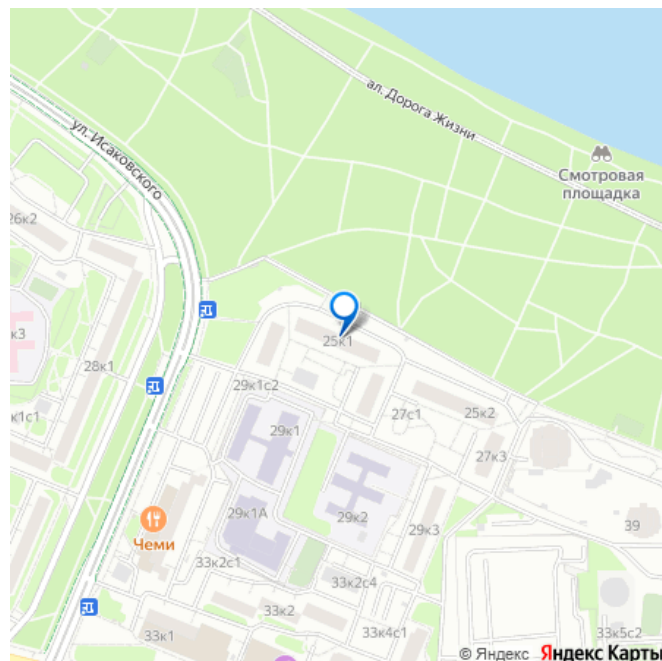 ал. Дорога Жизни
ул. Исаковского
Смотровая
площадка
26к2
к3
25к1
28к1
29к1с2
к1с1
27с1
25к2
29к1
27к3
29к1А
29к2
29к3
39
Чеми
33к2с1
33к2с4
33к2
33к1
33к4с1
33к5с2
© Яндекс Яндекс Карты